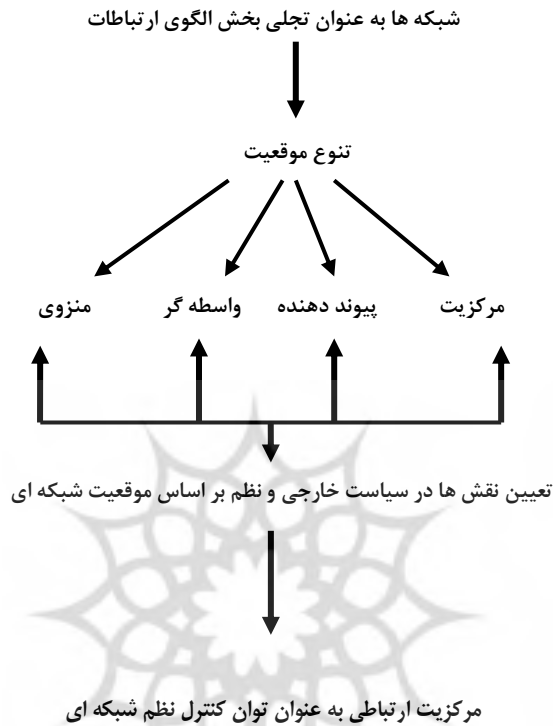 شبکه ها به عنوان تجلی بخش الگوی ارتباطات
تنوع موقعیت
مرکزیت پیوند دهنده واسطه گر منزوی
تعیین نقش ها در سیاست خارجی و نظم بر اساس موقعیت شبکه ای
مرکزیت ارتباطی به عنوان توان کنترل نظم شبکه ای